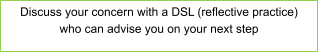 Discuss your concern with a DSL (reflective practice)
who can advise you on your next step